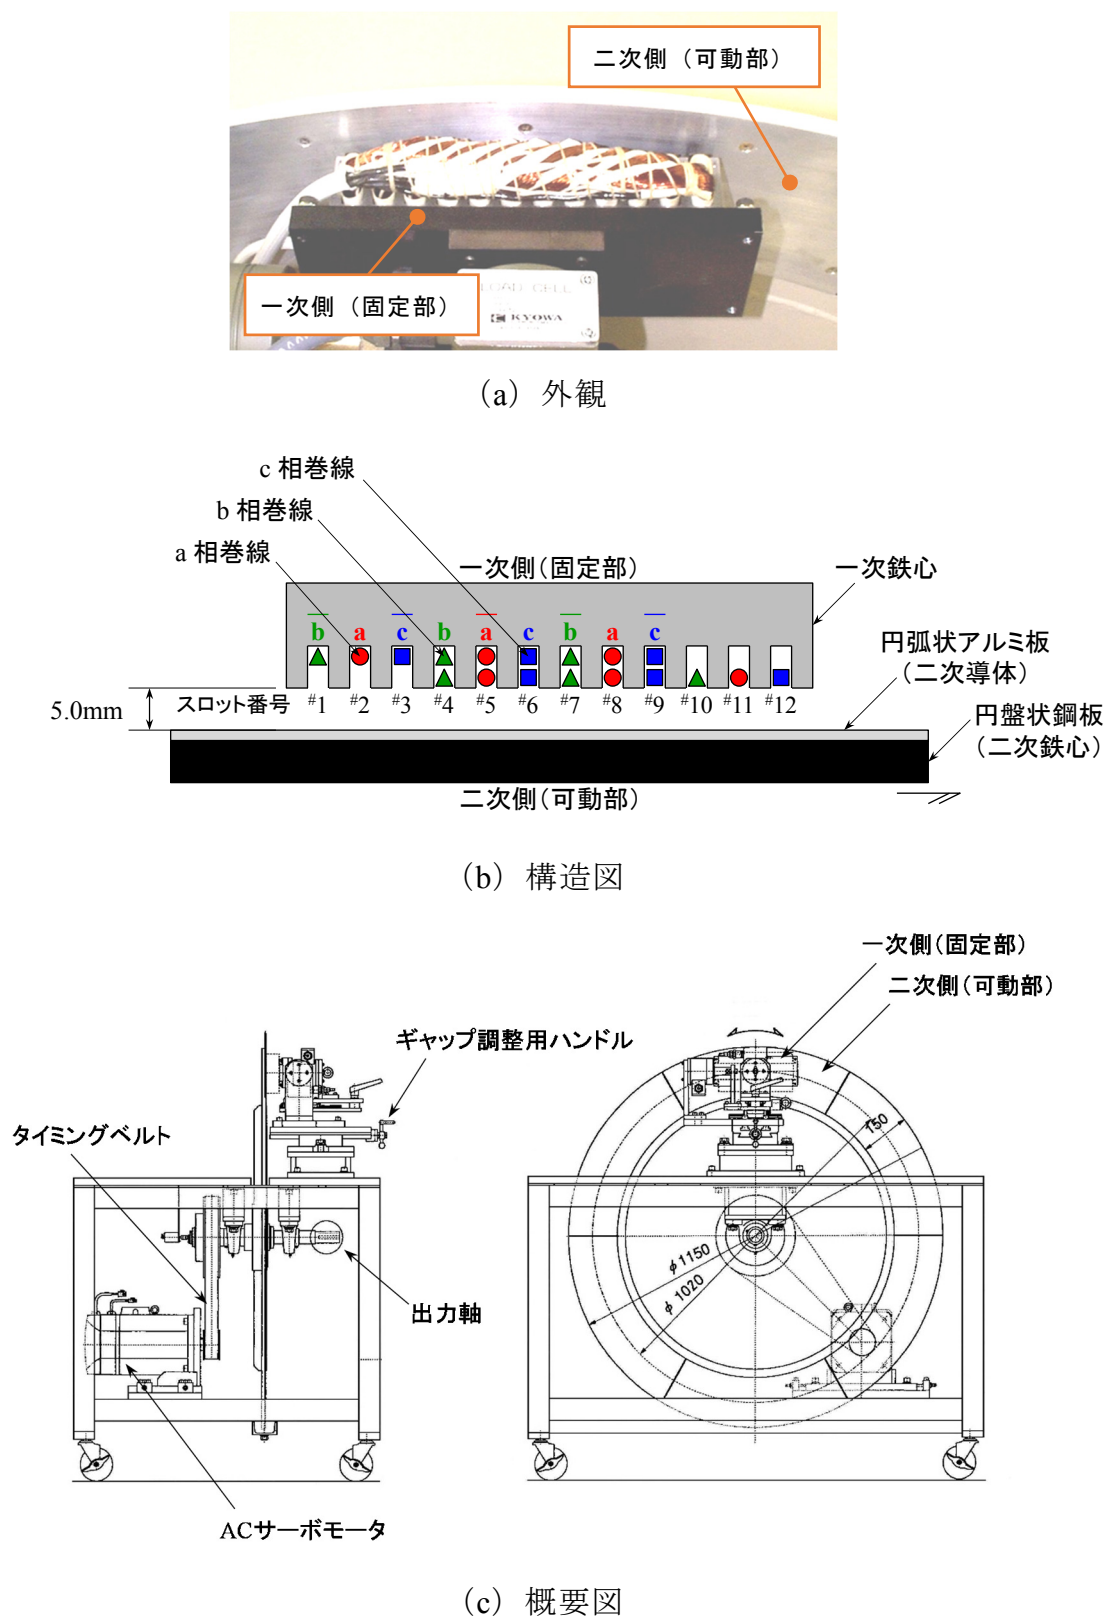 二次側（可動部）
一次側（固定部）
LOAD CELL
KYOWA
(a) 外観
c 相巻線
b 相巻線
a 相巻線
一次側(固定部)
一次鉄心
b a c b a c b a c
円弧状アルミ板
(二次導体)
5.0mm
スロット番号 #1 #2 #3 #4 #5 #6 #7 #8 #9 #10 #11 #12
円盤状鋼板
(二次鉄心)
二次側(可動部)
(b) 構造図
一次側(固定部)
二次側(可動部)
ギャップ調整用ハンドル
タイミングベルト
150
φ1150
φ1020
出力軸
ACサーボモータ
(c) 概要図